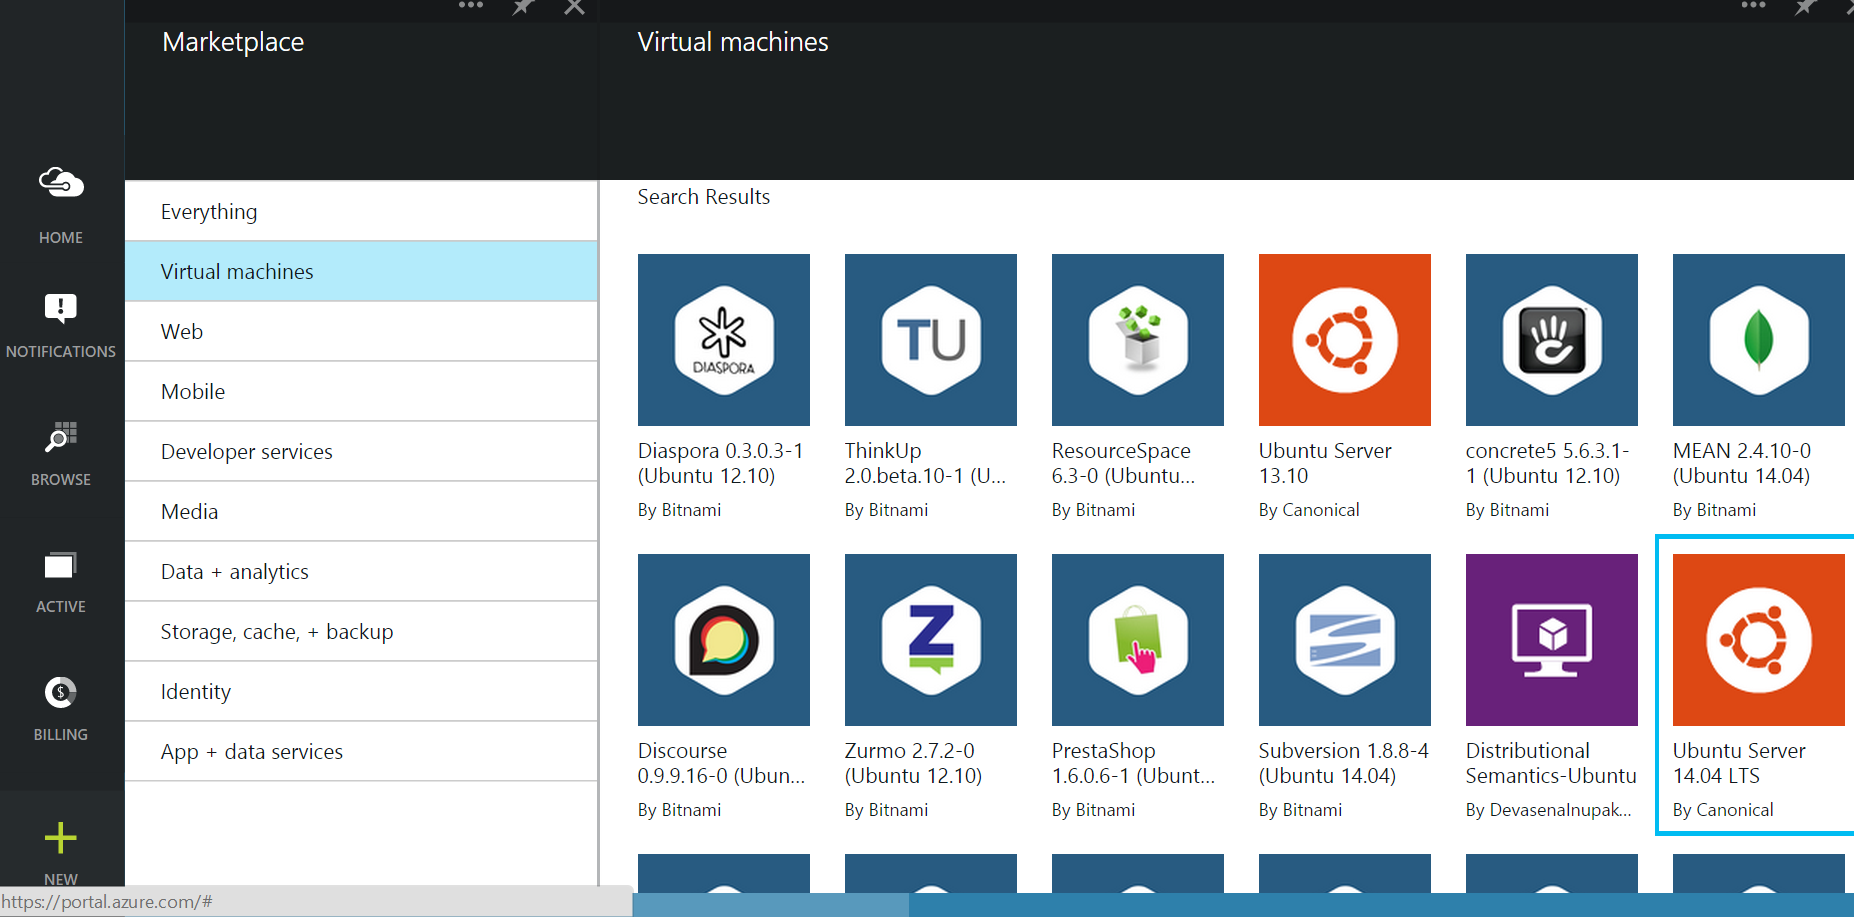 Marketplace
Virtual machines
HOME
NOTIFICATIONS
BROWSE
ACTIVE
BILLING
NEW
Everything
Virtual machines
Web
Mobile
Developer services
Media
Data + analytics
Storage, cache, + backup
Identity
App + data services
Search Results
DIASPORA
Diaspora 0.3.0.3-1
(Ubuntu 12.10)
By Bitnami
TU
ThinkUp
2.0.beta.10-1 (U...
By Bitnami
ResourceSpace
6.3-0 (Ubuntu...
By Bitnami
Ubuntu Server
13.10
By Canonical
concrete5 5.6.3.1-
1 (Ubuntu 12.10)
By Bitnami
MEAN 2.4.10-0
(Ubuntu 14.04)
By Bitnami
Discourse
0.9.9.16-0 (Ubun...
By Bitnami
Z
Zurmo 2.7.2-0
(Ubuntu 12.10)
By Bitnami
PrestaShop
1.6.0.6-1 (Ubunt...
By Bitnami
Subversion 1.8.8-4
(Ubuntu 14.04)
By Bitnami
Distributional
Semantics-Ubuntu
By DevasenaInupak...
Ubuntu Server
14.04 LTS
By Canonical
https://portal.azure.com/#